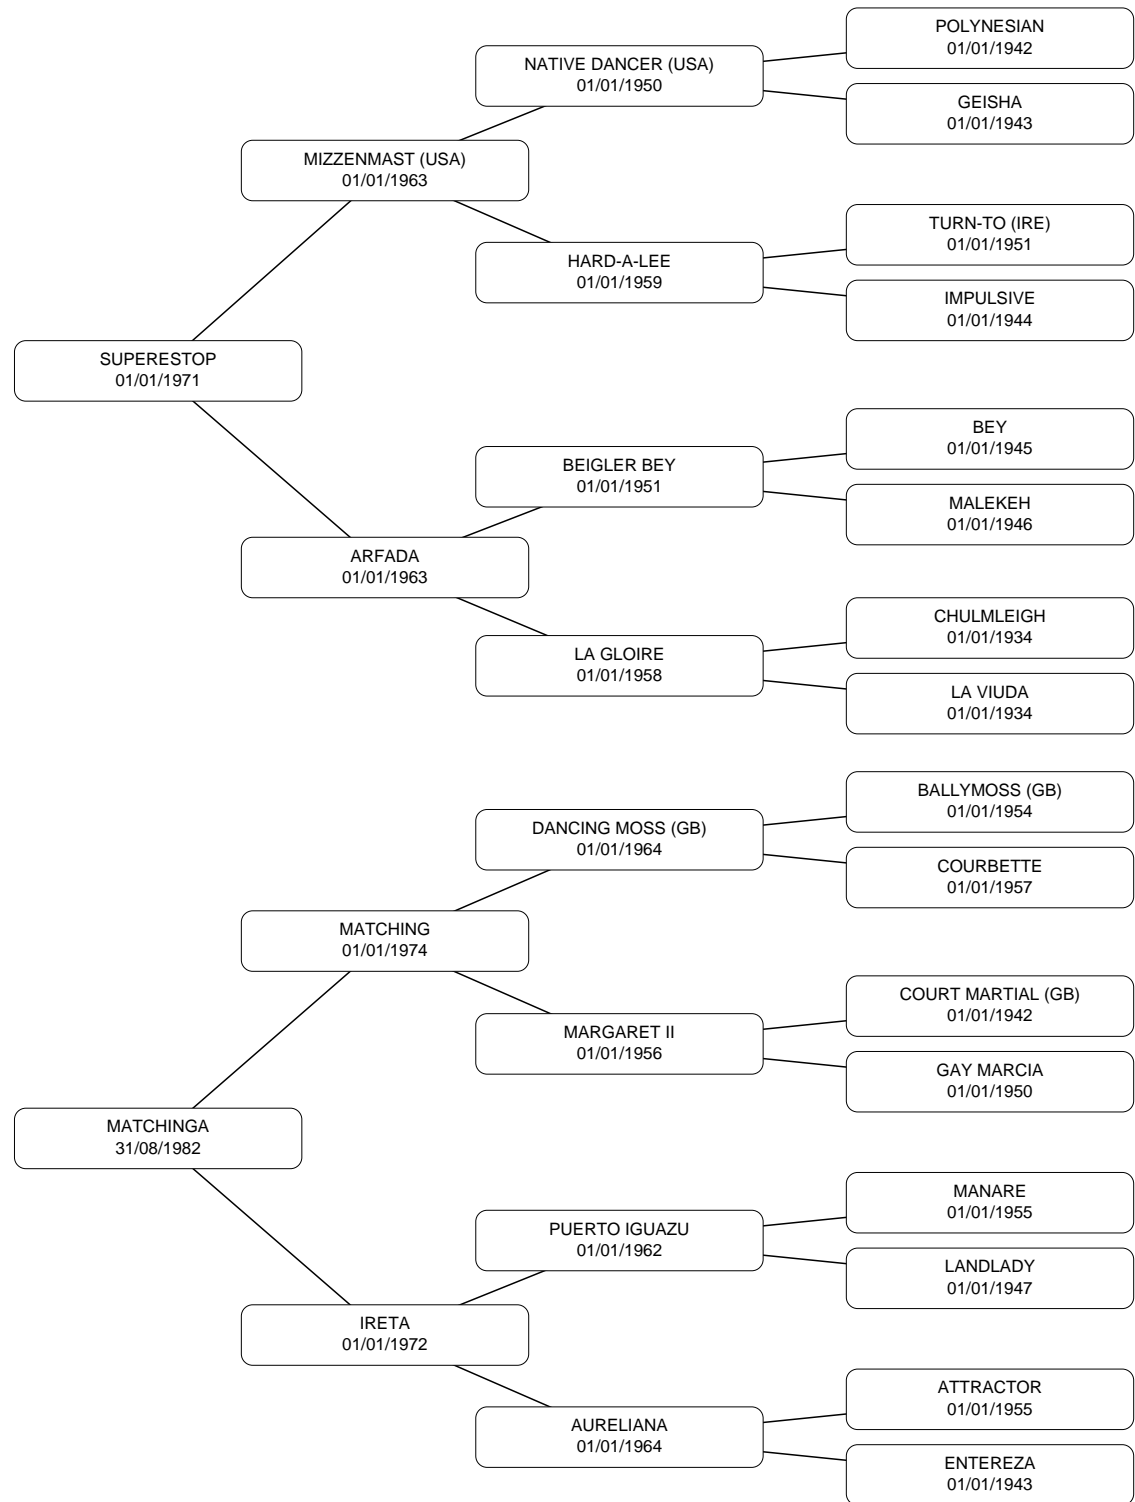 POLYNESIAN
01/01/1942
NATIVE DANCER (USA)
01/01/1950
GEISHA
01/01/1943
MIZZENMAST (USA)
01/01/1963
TURN-TO (IRE)
01/01/1951
HARD-A-LEE
01/01/1959
IMPULSIVE
01/01/1944
SUPERESTOP
01/01/1971
BEY
01/01/1945
BEIGLER BEY
01/01/1951
MALEKEH
01/01/1946
ARFADA
01/01/1963
CHULMLEIGH
01/01/1934
LA GLOIRE
01/01/1958
LA VIUDA
01/01/1934
BALLYMOSS (GB)
01/01/1954
DANCING MOSS (GB)
01/01/1964
COURBETTE
01/01/1957
MATCHING
01/01/1974
COURT MARTIAL (GB)
01/01/1942
MARGARET II
01/01/1956
GAY MARCIA
01/01/1950
MATCHINGA
31/08/1982
MANARE
01/01/1955
PUERTO IGUAZU
01/01/1962
LANDLADY
01/01/1947
IRETA
01/01/1972
ATTRACTOR
01/01/1955
AURELIANA
01/01/1964
ENTEREZA
01/01/1943